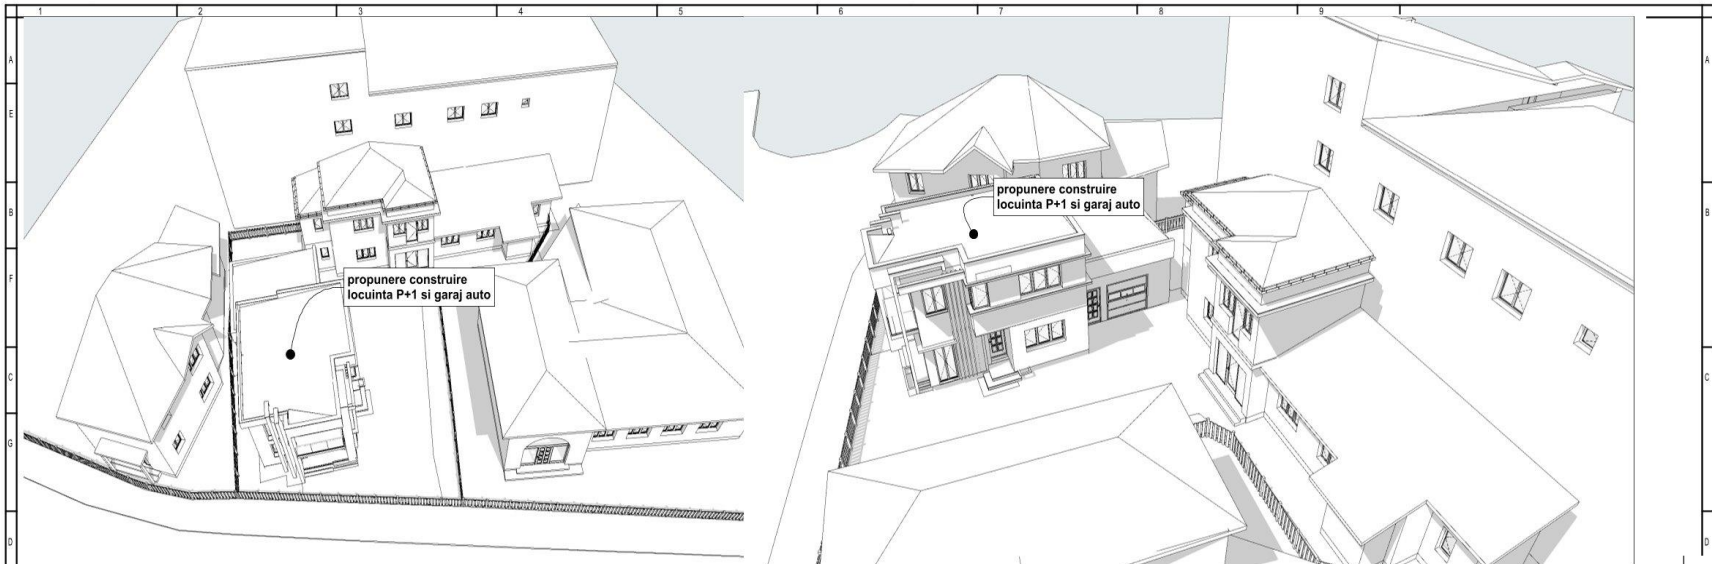 1 2 3 4 5 6 7 8 9
A
E
B
F
C
G
D
propunere construire
locuinta P+1 si garaj auto
propunere construire
locuinta P+1 si garaj auto
A
B
C
D